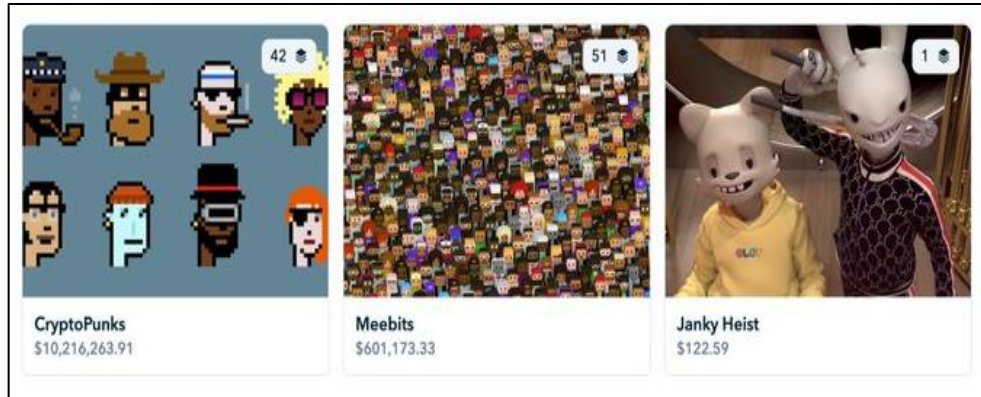 42
51
1
CryptoPunks
$10,216,263.91
Meebits
$601,173.33
Janky Heist
$122.59